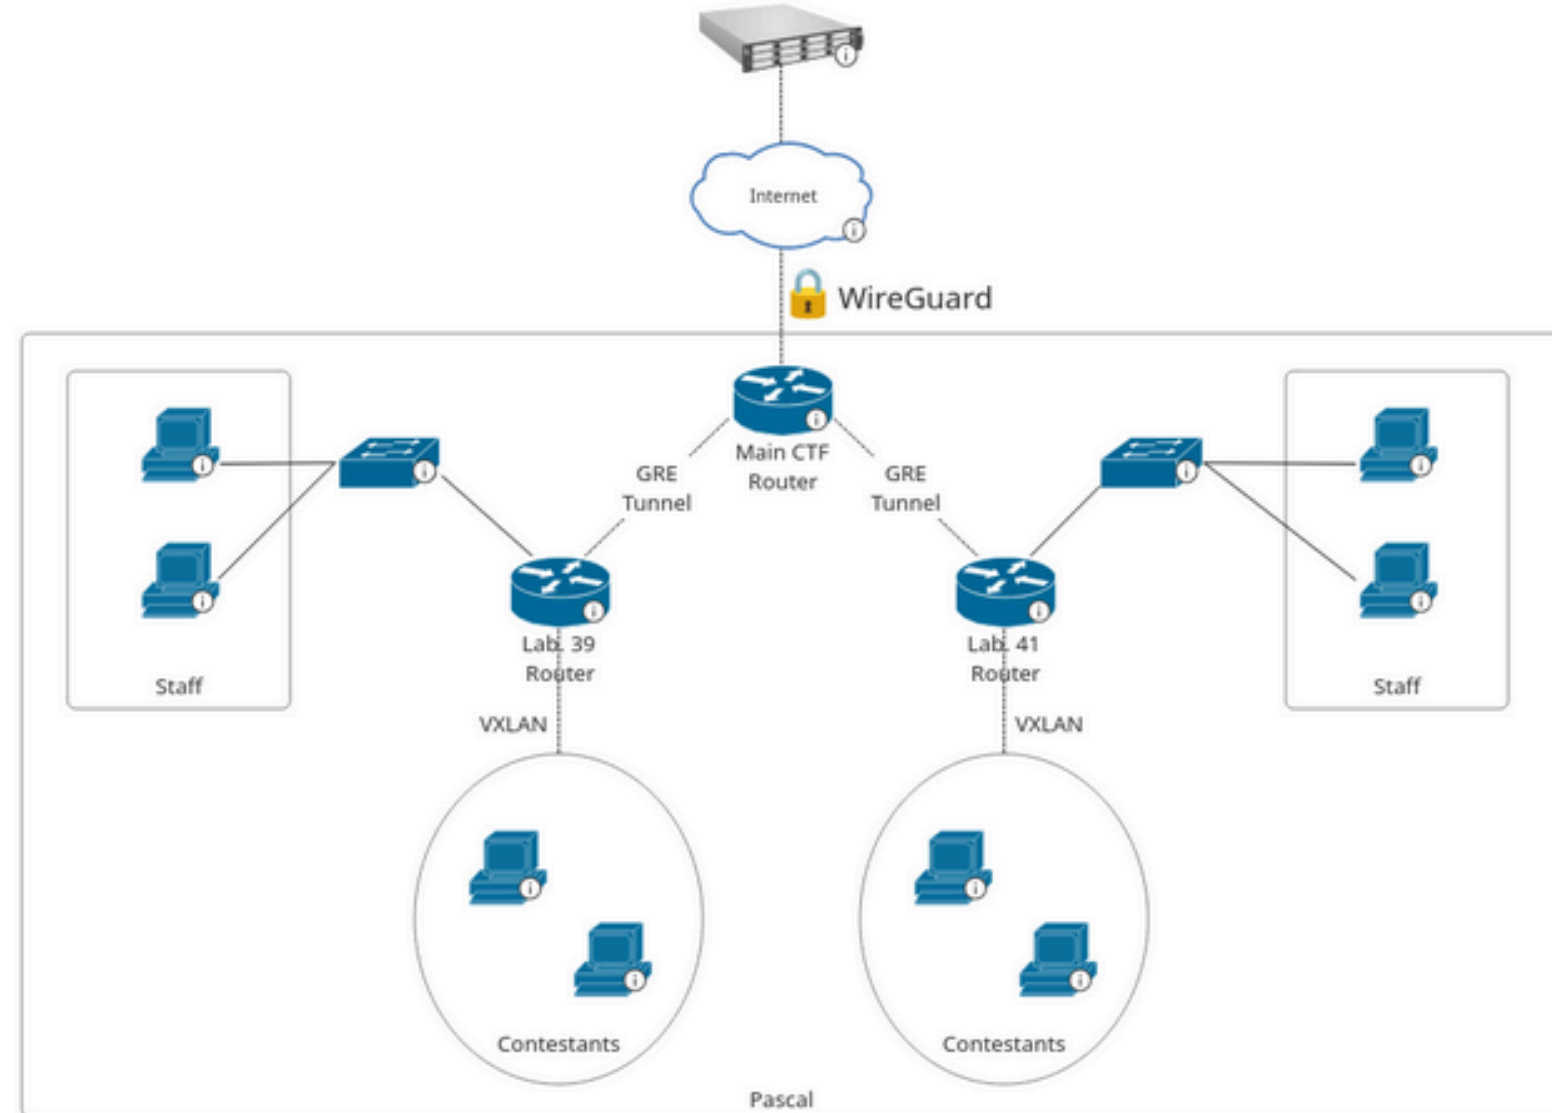 Internet
WireGuard
Main CTF
Router
GRE
Tunnel
GRE
Tunnel
Lab. 39
Router
Lab. 41
Router
Staff
Staff
VXLAN
VXLAN
Contestants
Contestants
Pascal